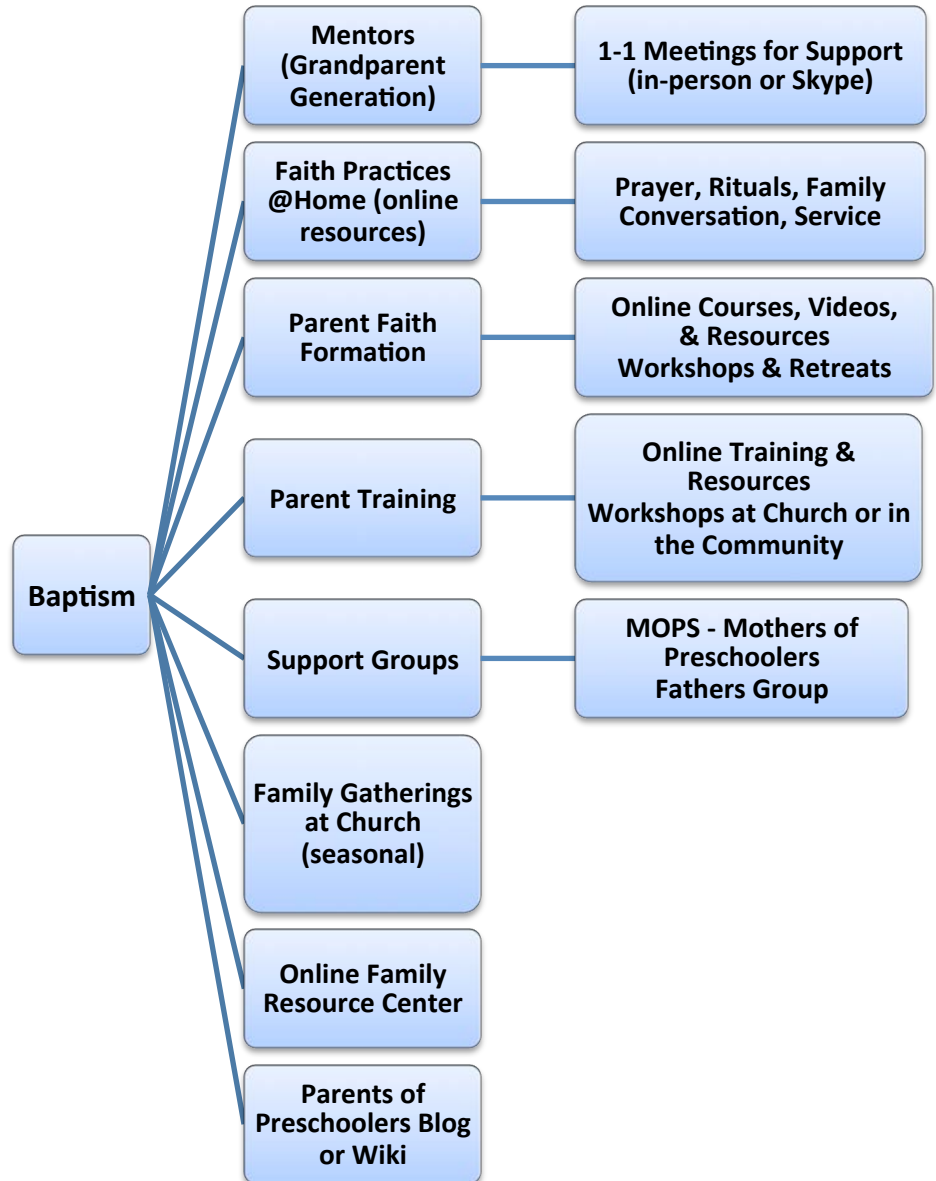 Mentors
(Grandparent
Generation)
1-1 Meetings for Support
(in-person or Skype)
Faith Practices
@Home (online
resources)
Prayer, Rituals, Family
Conversation, Service
Parent Faith
Formation
Online Courses, Videos,
& Resources
Workshops & Retreats
Parent Training
Online Training &
Resources
Workshops at Church or in
the Community
Baptism
Support Groups
MOPS - Mothers of
Preschoolers
Fathers Group
Family Gatherings
at Church
(seasonal)
Online Family
Resource Center
Parents of
Preschoolers Blog
or Wiki